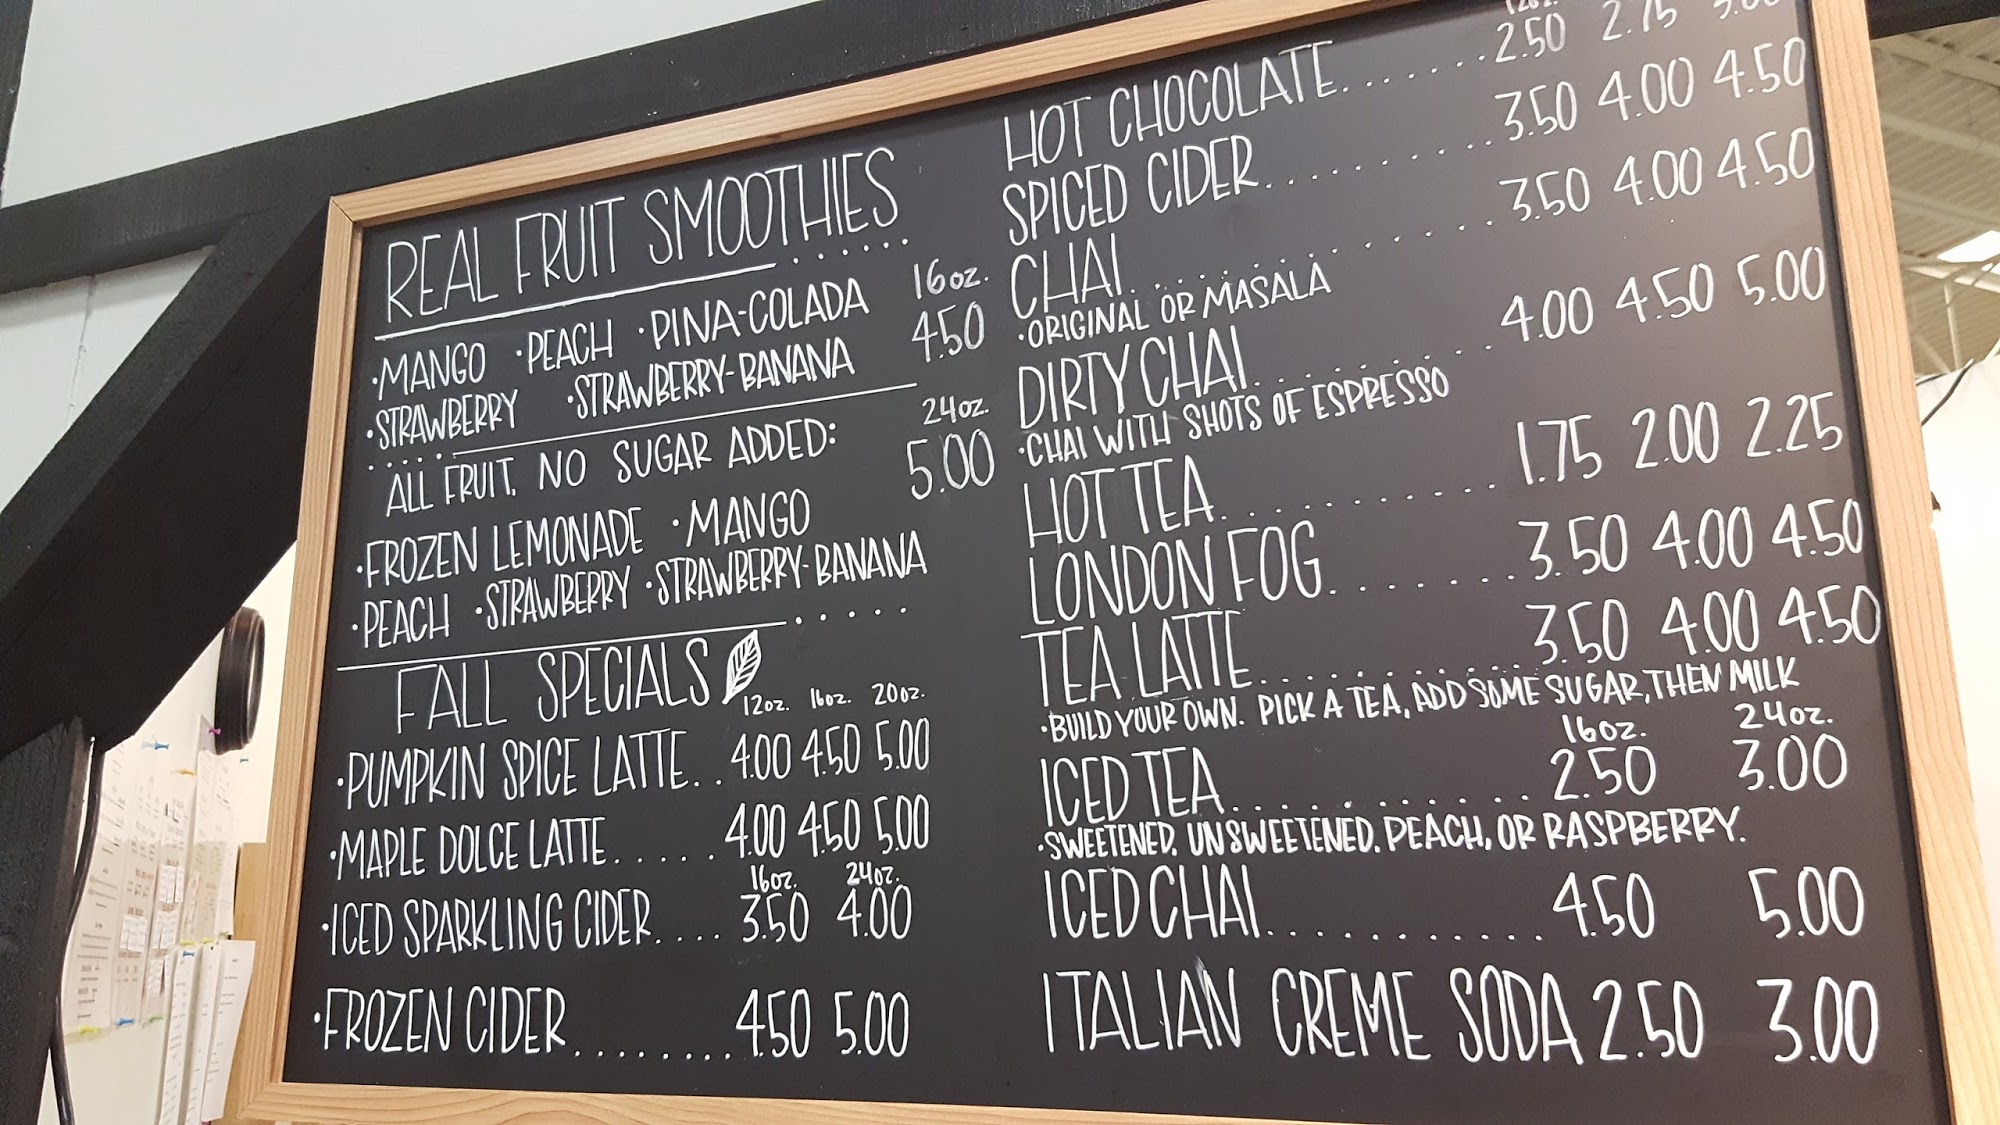 REAL FRUIT SMOOTHIES
16oz.
•MANGO •PEACH •PINA-COLADA 4.50
•STRAWBERRY •STRAWBERRY-BANANA
24oz.
ALL FRUIT, NO SUGAR ADDED: 5.00
•FROZEN LEMONADE •MANGO
•PEACH •STRAWBERRY •STRAWBERRY-BANANA
FALL SPECIALS
12oz. 16oz. 20oz.
•PUMPKIN SPICE LATTE.. 4.00 4.50 5.00
•MAPLE DOLCE LATTE..... 4.00 4.50 5.00
16oz. 24oz.
•ICED SPARKLING CIDER.... 3.50 4.00
•FROZEN CIDER........ 4.50 5.00
12oz.
HOT CHOCOLATE...... 2.50 2.75 3.00
SPICED CIDER......... 3.50 4.00 4.50
CHAI............... 3.50 4.00 4.50
•ORIGINAL OR MASALA
DIRTY CHAI.......... 4.00 4.50 5.00
•CHAI WITH SHOTS OF ESPRESSO
HOT TEA............ 1.75 2.00 2.25
LONDON FOG........ 3.50 4.00 4.50
TEA LATTE............ 3.50 4.00 4.50
•BUILD YOUR OWN. PICK A TEA, ADD SOME SUGAR, THEN MILK
16oz. 24oz.
ICED TEA............ 2.50 3.00
•SWEETENED, UNSWEETENED, PEACH, OR RASPBERRY.
ICED CHAI........... 4.50 5.00
ITALIAN CREME SODA 2.50 3.00